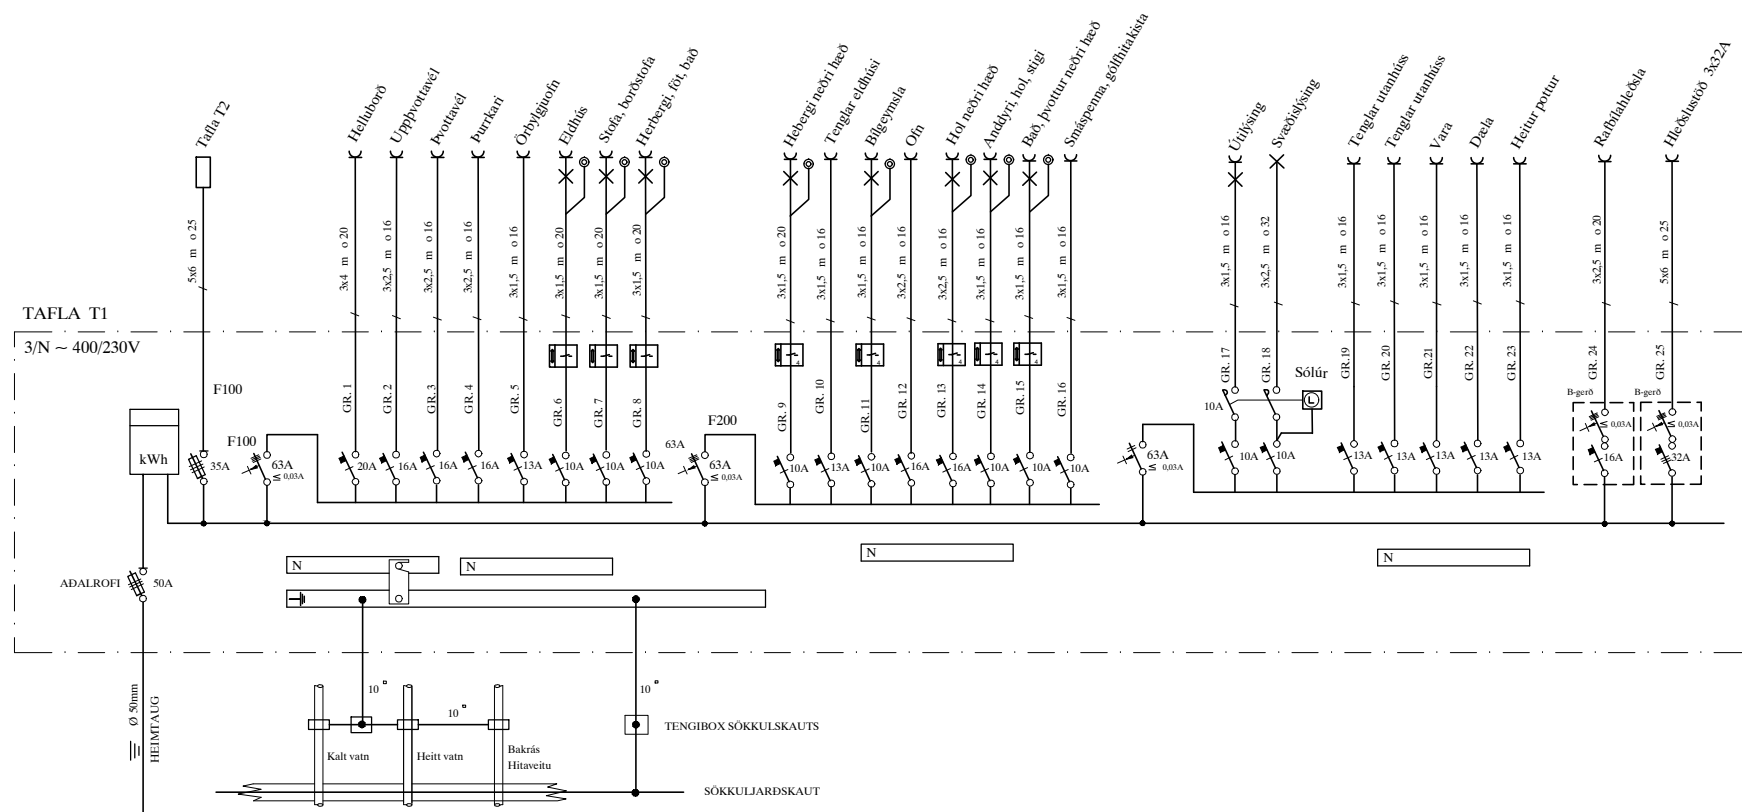 Tafla T2
Helluborð
Uppþvottavél
Þvottavél
Þurrkari
Örbylgjuofn
Eldhús
Stofa, borðstofa
Herbergi, föt, bað
Hebergi neðri hæð
Tenglar eldhúsi
Bílgeymsla
Ofn
Hol neðri hæð
Anddyri, hol, stigi
Bað, þvottur neðri hæð
Smáspenna, gólfhitakista
Útilýsing
Svæðislýsing
Tenglar utanhúss
Tenglar utanhúss
Vara
Dæla
Heitur pottur
Rafbílahleðsla
Hleðslustöð 3x32A
5x6 m o 25
3x4 m o 20
3x2,5 m o 16
3x2,5 m o 16
3x2,5 m o 16
3x1,5 m o 16
3x1,5 m o 20
3x1,5 m o 20
3x1,5 m o 20
3x1,5 m o 20
3x1,5 m o 16
3x1,5 m o 16
3x2,5 m o 16
3x2,5 m o 16
3x1,5 m o 16
3x1,5 m o 16
3x1,5 m o 16
3x1,5 m o 16
3x2,5 m o 32
3x1,5 m o 16
3x1,5 m o 16
3x1,5 m o 16
3x1,5 m o 16
3x1,5 m o 16
3x2,5 m o 20
5x6 m o 25
TAFLA T1
3/N ~ 400/230V
4
4
4
4
4
F100
GR. 1
GR. 2
GR. 3
GR. 4
GR. 5
GR. 6
GR. 7
GR. 8
GR. 9
GR. 10
GR. 11
GR. 12
GR. 13
GR. 14
GR. 15
GR. 16
GR. 17
GR. 18
GR.19
GR. 20
GR.21
GR. 22
GR. 23
GR. 24
GR. 25
Sólúr
L
10A
B-gerð
B-gerð
≤ 0,03A
≤ 0,03A
F100
F200
kWh
35A
63A
≤ 0,03A
20A
16A
16A
16A
13A
10A
10A
10A
63A
63A
≤ 0,03A
10A
13A
10A
16A
16A
10A
10A
10A
63A
≤ 0,03A
10A
10A
13A
13A
13A
13A
13A
16A
32A
N
N
N
N
AÐALROFI
50A
Ø 50mm
HEIMTAUG
10
10
10
TENGIBOX SÖKKULSKAUTS
Kalt vatn
Heitt vatn
Bakrás
Hitaveitu
SÖKKULJARÐSKAUT